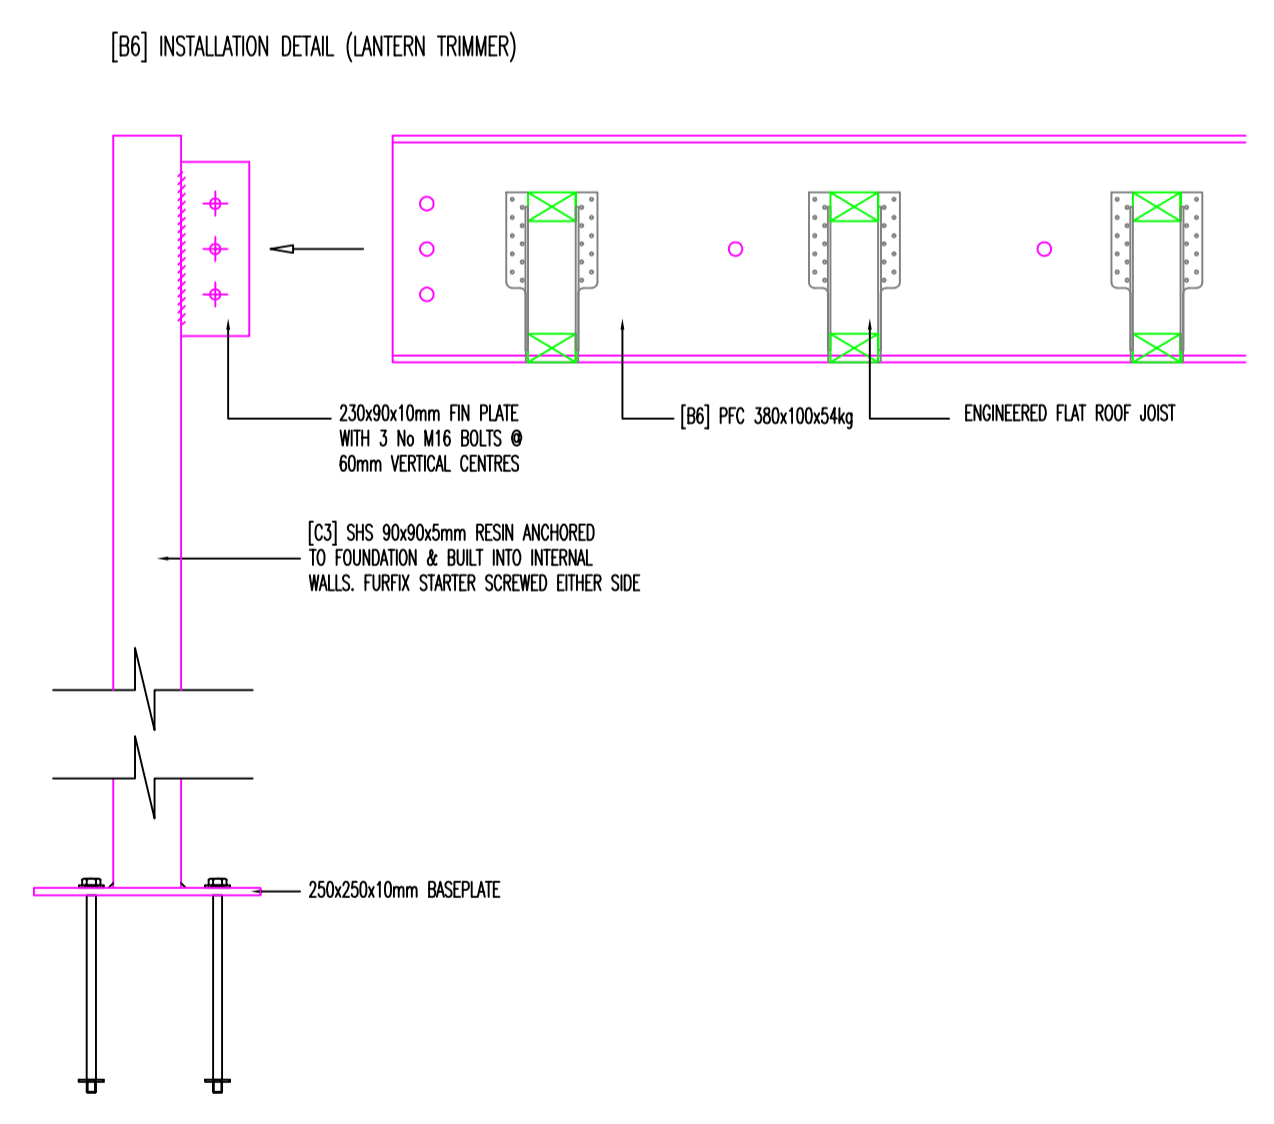 [B6] INSTALLATION DETAIL (LANTERN TRIMMER)
230x90x10mm FIN PLATE
WITH 3 No M16 BOLTS @
60mm VERTICAL CENTRES
[B6] PFC 380x100x54kg
ENGINEERED FLAT ROOF JOIST
[C3] SHS 90x90x5mm RESIN ANCHORED
TO FOUNDATION & BUILT INTO INTERNAL
WALLS. FURFIX STARTER SCREWED EITHER SIDE
250x250x10mm BASEPLATE